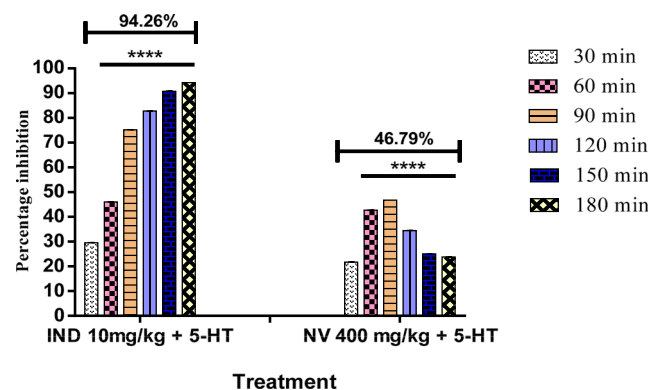 94.26%
****
46.79%
****
Percentage inhibition
100
90
80
70
60
50
40
30
20
10
0
IND 10mg/kg + 5-HT
NV 400 mg/kg + 5-HT
Treatment
30 min
60 min
90 min
120 min
150 min
180 min